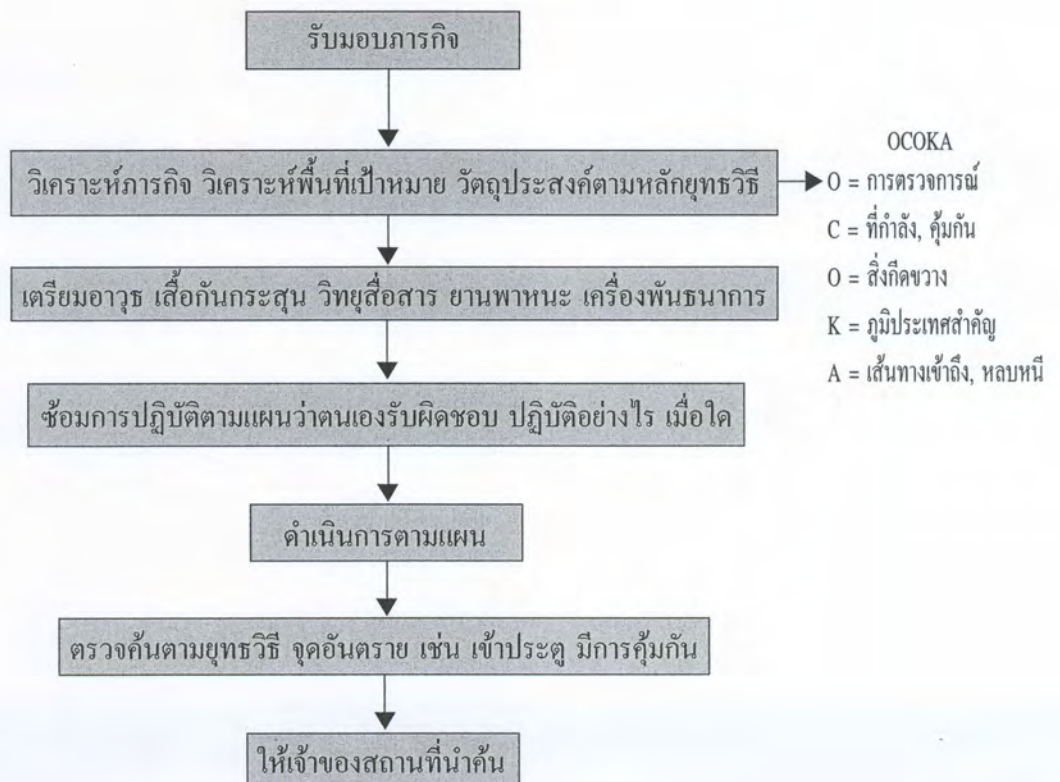 รับมอบภารกิจ
วิเคราะห์ภารกิจ วิเคราะห์พื้นที่เป้าหมาย วัตถุประสงค์ตามหลักยุทธวิธี
OCOKA
O = การตรวจการณ์
C = ที่กำลัง, คุ้มกัน
O = สิ่งกีดขวาง
K = ภูมิประเทศสำคัญ
A = เส้นทางเข้าถึง, หลบหนี
เตรียมอาวุธ เสื้อกันกระสุน วิทยุสื่อสาร ยานพาหนะ เครื่องพันธนาการ
ซ้อมการปฏิบัติตามแผนว่าตนเองรับผิดชอบ ปฏิบัติอย่างไร เมื่อใด
ดำเนินการตามแผน
ตรวจค้นตามยุทธวิธี จุดอันตราย เช่น เข้าประตู มีการคุ้มกัน
ให้เจ้าของสถานที่นำค้น